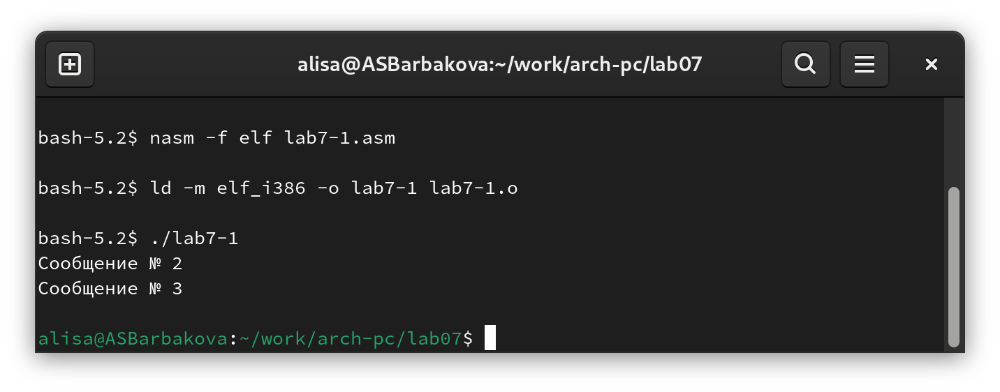 alisa@ASBarbakova:~/work/arch-pc/lab07
bash-5.2$ nasm -f elf lab7-1.asm
bash-5.2$ ld -m elf_i386 -o lab7-1 lab7-1.o
bash-5.2$ ./lab7-1
Сообщение № 2
Сообщение № 3
alisa@ASBarbakova:~/work/arch-pc/lab07$